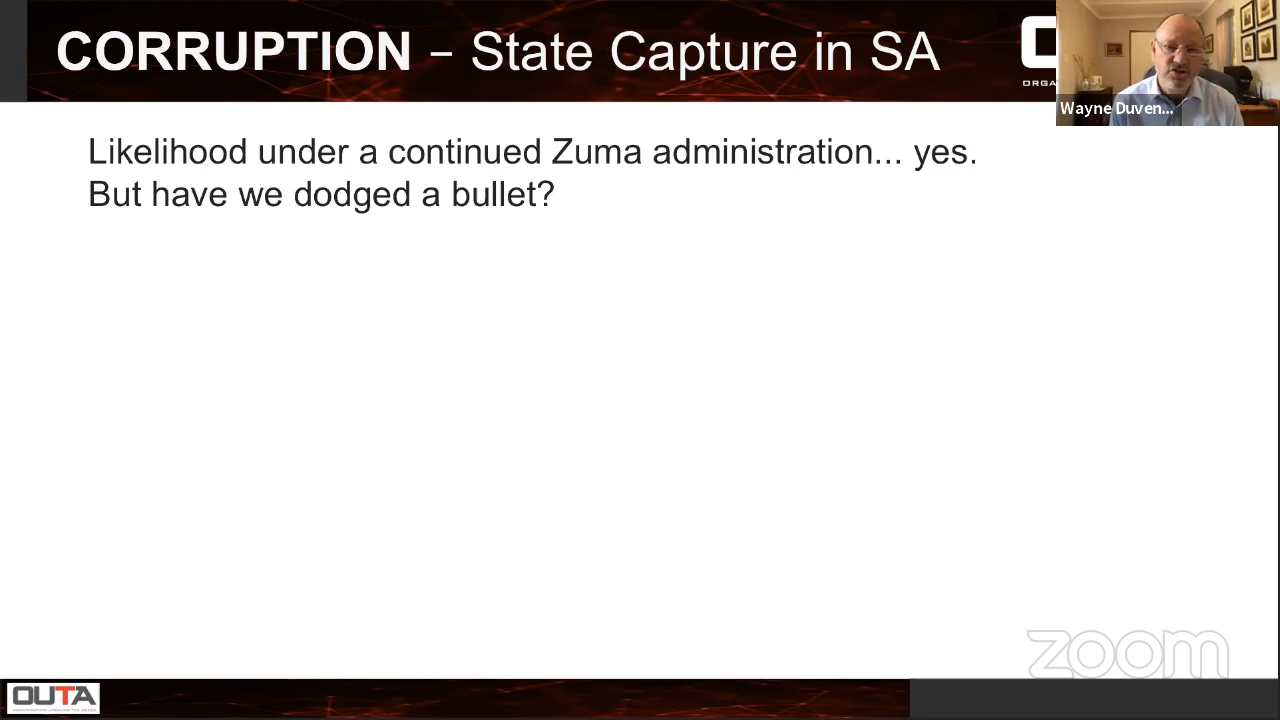 CORRUPTION – State Capture in SA
ORGA
Wayne Duven...
Likelihood under a continued Zuma administration... yes.
But have we dodged a bullet?
zoom
OUTA